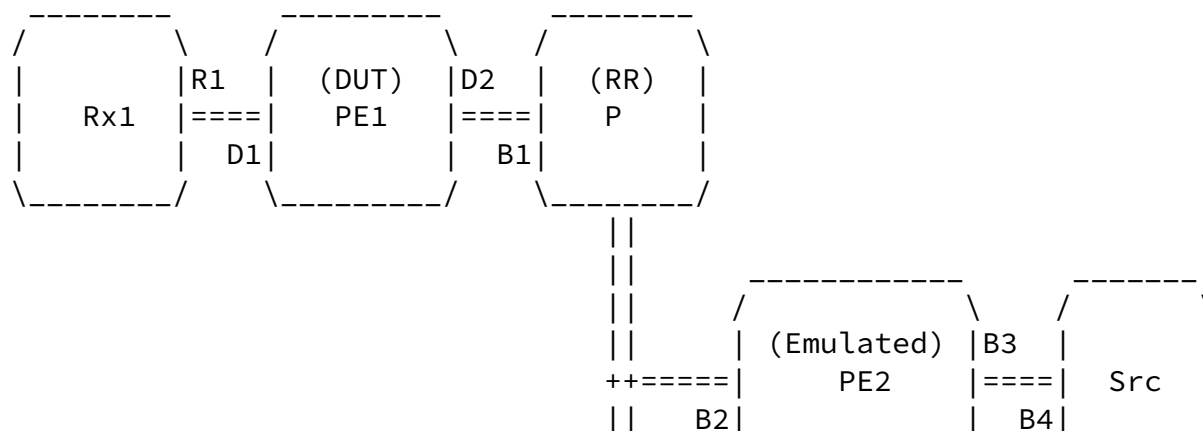 R1 (DUT) D2 (RR)
Rx1 ==== PE1 ==== P
D1 B1
(Emulated) B3
++===== PE2 ==== Src
B2 B4